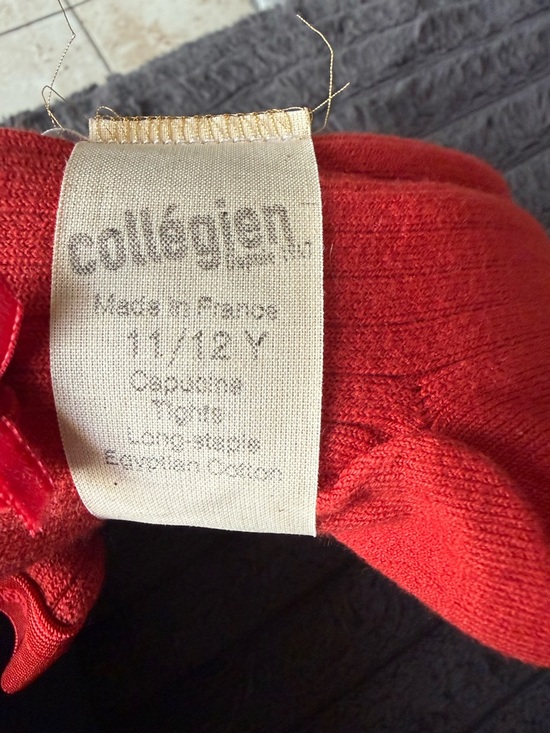 collégien
Made in France
11/12 Y
Capucine
Tights
Long-staple
Egyptian Cotton